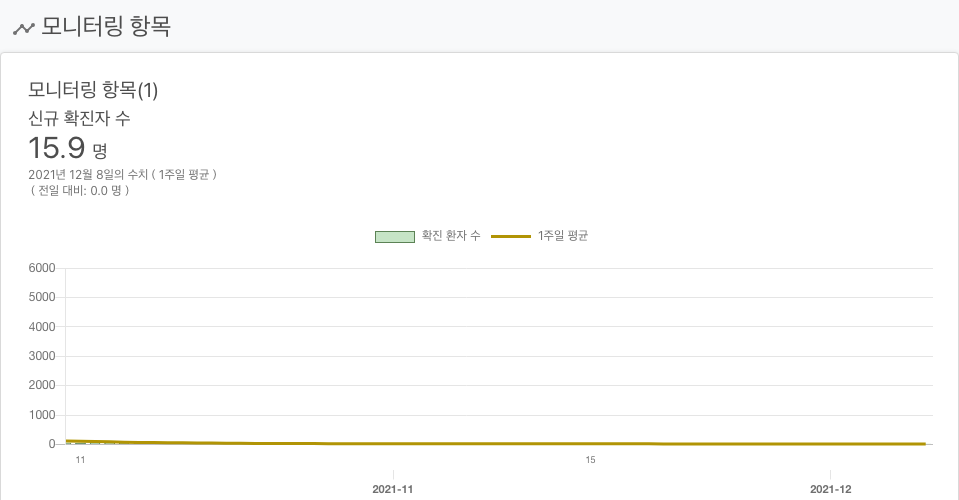 모니터링 항목
모니터링 항목(1)
신규 확진자 수
15.9 명
2021년 12월 8일의 수치 ( 1주일 평균 )
( 전일 대비: 0.0 명 )
확진 환자 수 1주일 평균
6000
5000
4000
3000
2000
1000
0
11 15
2021-11 2021-12